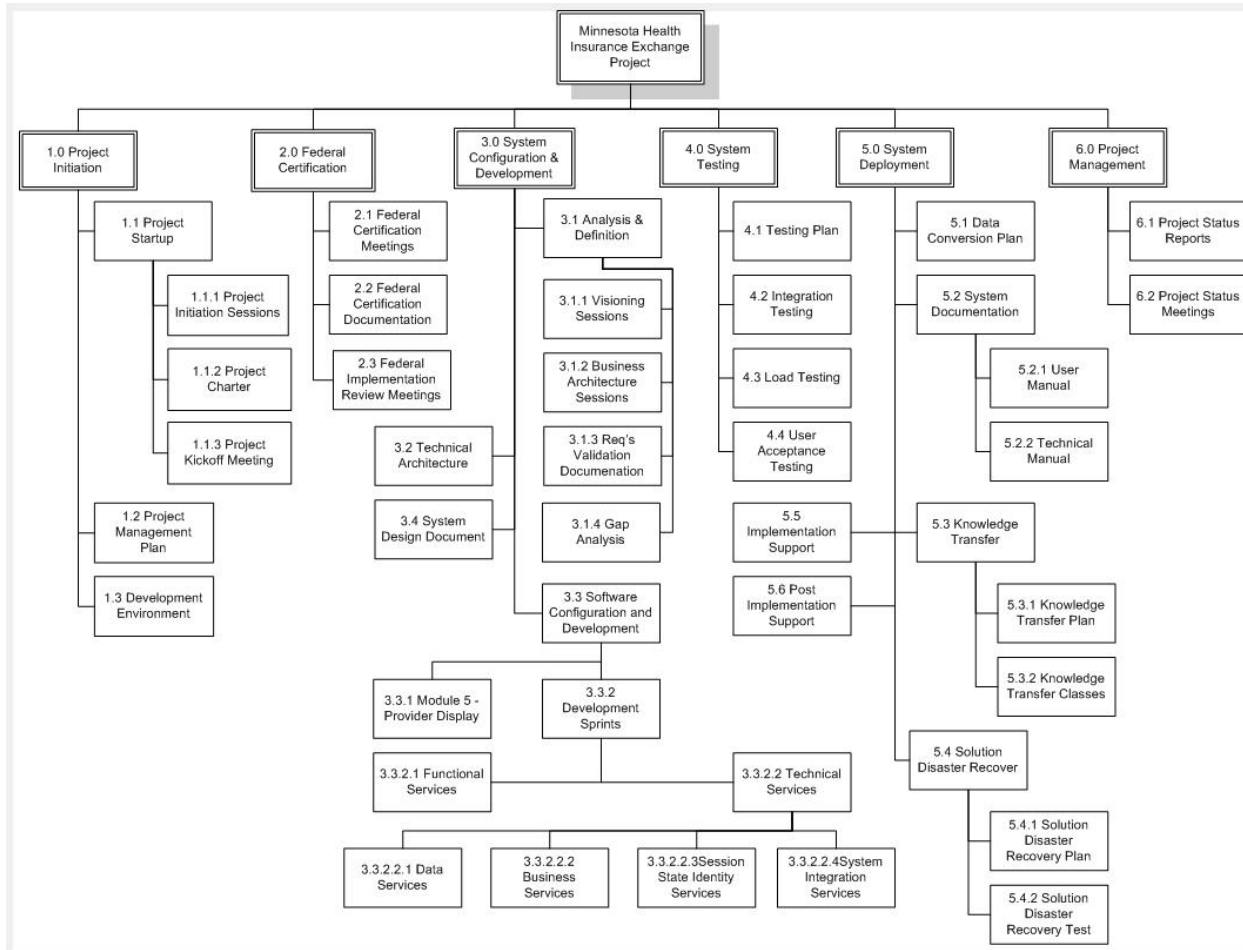 Minnesota Health
Insurance Exchange
Project
1.0 Project
Initiation
2.0 Federal
Certification
3.0 System
Configuration &
Development
4.0 System
Testing
5.0 System
Deployment
6.0 Project
Management
1.1 Project
Startup
1.1.1 Project
Initiation Sessions
1.1.2 Project
Charter
1.1.3 Project
Kickoff Meeting
1.2 Project
Management
Plan
1.3 Development
Environment
2.1 Federal
Certification
Meetings
2.2 Federal
Certification
Documentation
2.3 Federal
Implementation
Review Meetings
3.1 Analysis &
Definition
3.1.1 Visioning
Sessions
3.1.2 Business
Architecture
Sessions
3.1.3 Req's
Validation
Documenation
3.1.4 Gap
Analysis
3.2 Technical
Architecture
3.4 System
Design Document
3.3 Software
Configuration and
Development
3.3.1 Module 5 -
Provider Display
3.3.2
Development
Sprints
3.3.2.1 Functional
Services
3.3.2.2 Technical
Services
3.3.2.2.1 Data
Services
3.3.2.2.2
Business
Services
3.3.2.2.3Session
State Identity
Services
3.3.2.2.4System
Integration
Services
4.1 Testing Plan
4.2 Integration
Testing
4.3 Load Testing
4.4 User
Acceptance
Testing
5.1 Data
Conversion Plan
5.2 System
Documentation
5.2.1 User
Manual
5.2.2 Technical
Manual
5.5
Implementation
Support
5.6 Post
Implementation
Support
5.3 Knowledge
Transfer
5.3.1 Knowledge
Transfer Plan
5.3.2 Knowledge
Transfer Classes
5.4 Solution
Disaster Recover
5.4.1 Solution
Disaster
Recovery Plan
5.4.2 Solution
Disaster
Recovery Test
6.1 Project Status
Reports
6.2 Project Status
Meetings